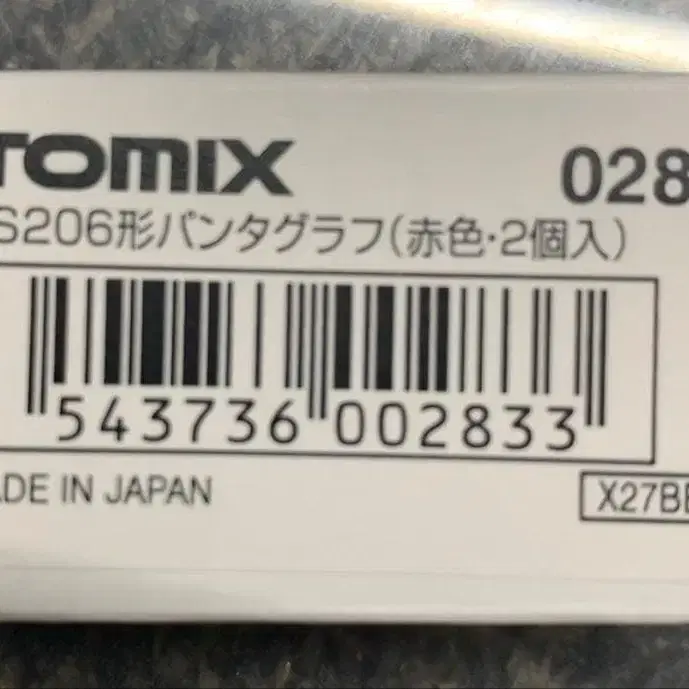 TOMIX 028
S206形パンタグラフ(赤色・2個入)
543736 002833
ADE IN JAPAN
X27BE